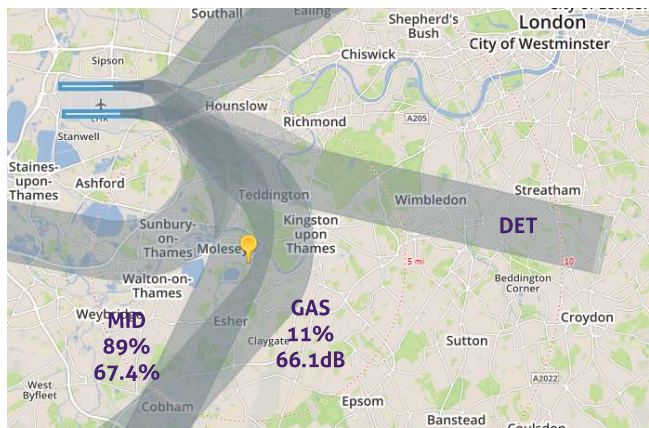 Southall
Ealing
Shepherd's
Bush
London
City of Westminster
Sipson
Chiswick
LHR
Hounslow
Richmond
A205
Stanwell
Staines-
upon-
Thames
Ashford
Teddington
Wimbledon
Streatham
Sunbury-
on-
Thames
Molesey
Kingston
upon
Thames
DET
5 mi
10
Walton-on-
Thames
Beddington
Corner
Weybridge
MID
89%
67.4%
GAS
11%
66.1dB
Esher
Claygate
Croydon
Sutton
West
Byfleet
A2022
Cobham
Epsom
Banstead